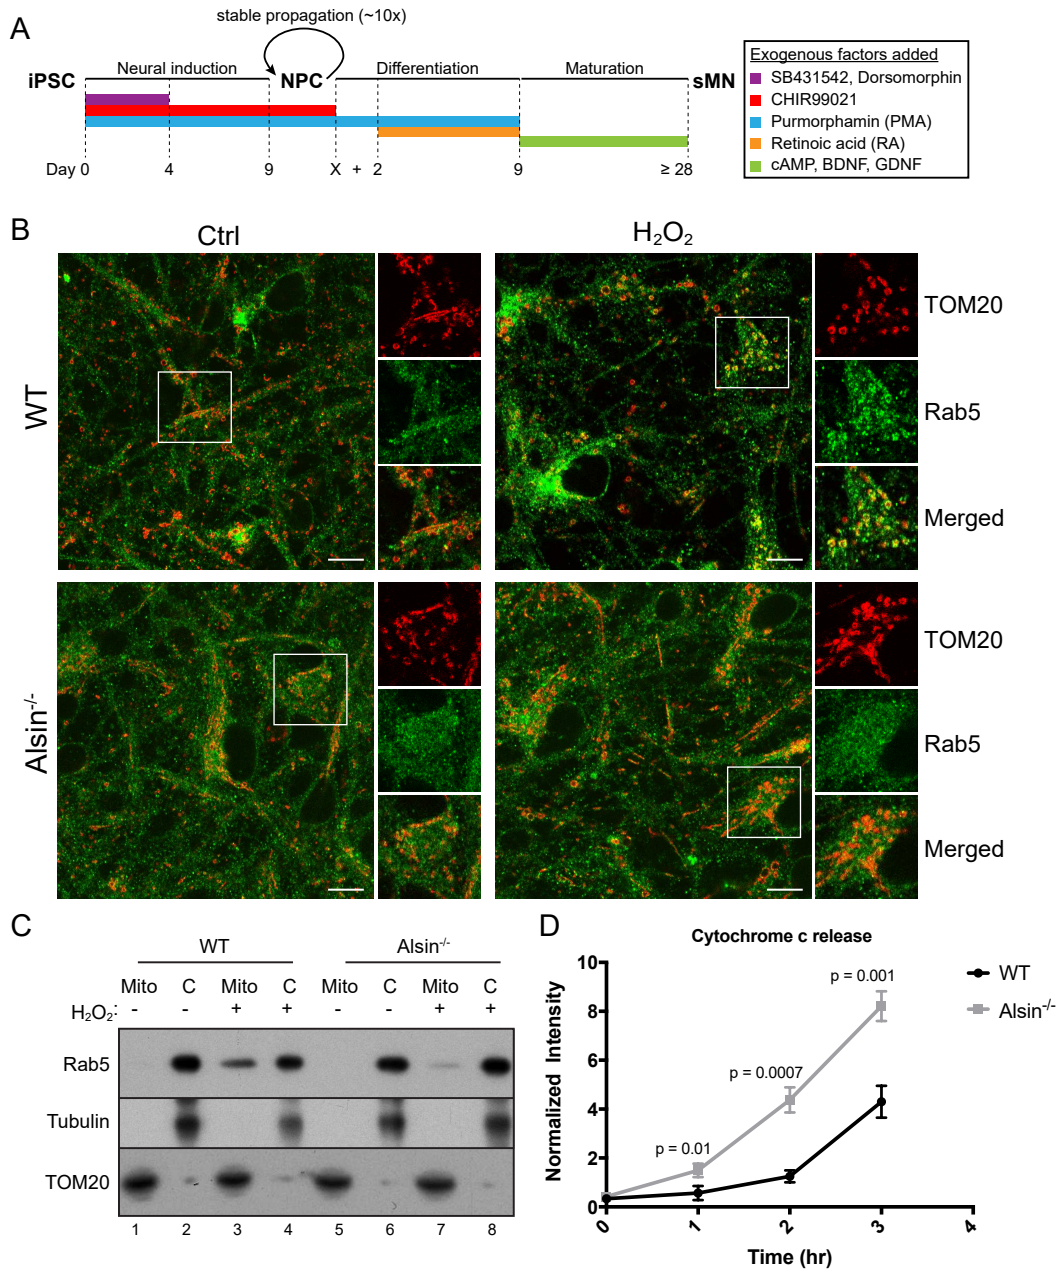 A
stable propagation (~10x)
iPSC
Neural induction
NPC
Differentiation
Maturation
sMN
Day 0
4
9
X
+
2
9
≥ 28
Exogenous factors added
SB431542, Dorsomorphin
CHIR99021
Purmorphamin (PMA)
Retinoic acid (RA)
cAMP, BDNF, GDNF
B
Ctrl
H₂O₂
WT
TOM20
Rab5
Merged
Alsin⁻/⁻
TOM20
Rab5
Merged
C
WT
Alsin⁻/⁻
Mito C Mito C Mito C Mito C
H₂O₂: - - + + - - + +
Rab5
Tubulin
TOM20
1 2 3 4 5 6 7 8
D
Cytochrome c release
Normalized Intensity
10
8
6
4
2
0
p = 0.01
p = 0.0007
p = 0.001
WT
Alsin⁻/⁻
0 1 2 3 4
Time (hr)